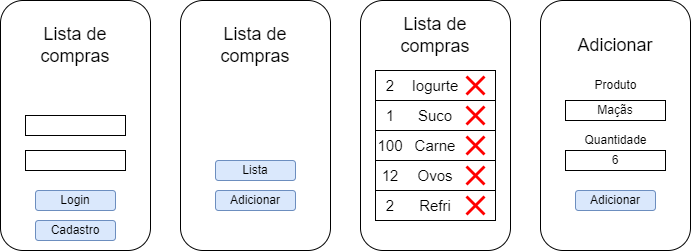 Lista de
compras
Login
Cadastro
Lista de
compras
Lista
Adicionar
Lista de
compras
2 Iogurte
1 Suco
100 Carne
12 Ovos
2 Refri
Adicionar
Produto
Maçãs
Quantidade
6
Adicionar